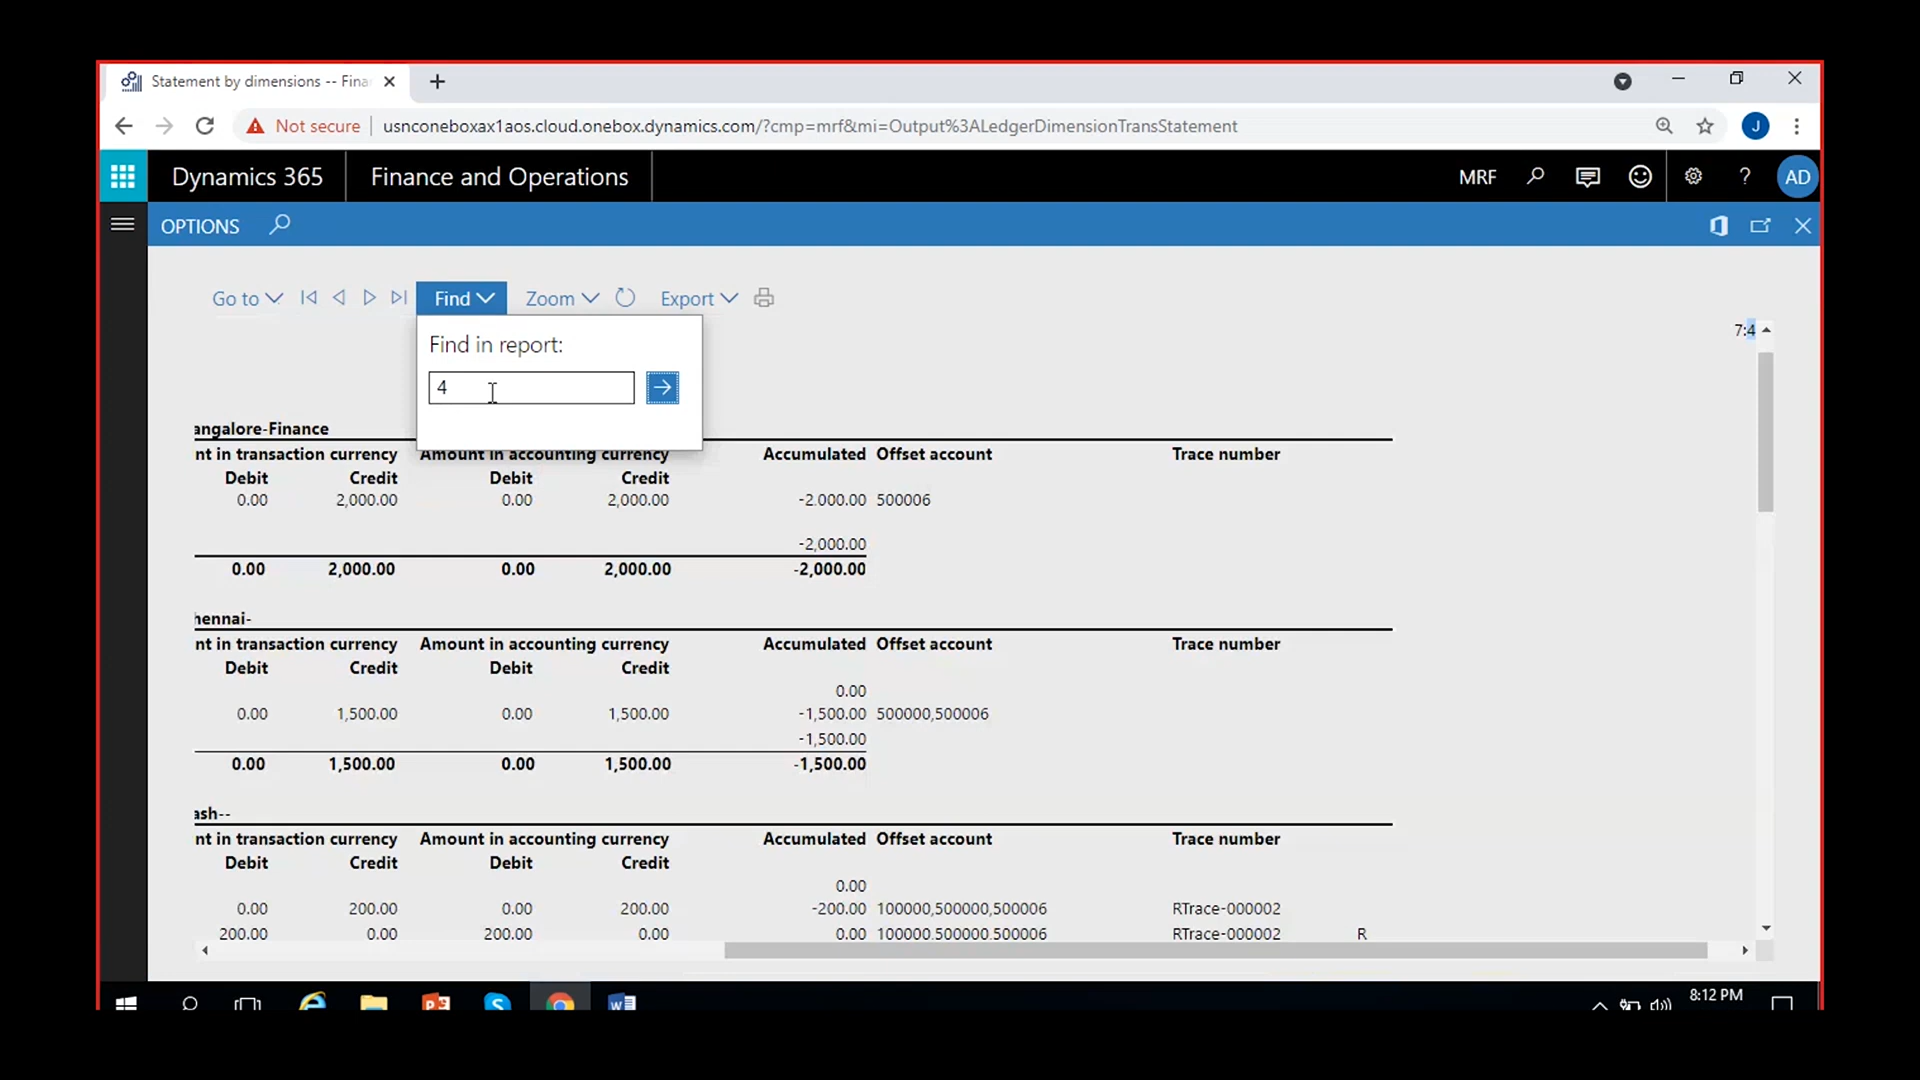 Statement by dimensions -- Fina
Not secure
usnconeboxax1aos.cloud.onebox.dynamics.com/?cmp=mrf&mi=Output%3ALedgerDimensionTransStatement
J
Dynamics 365
Finance and Operations
MRF
?
AD
OPTIONS
Go to
Find
Zoom
Export
Find in report:
4
7:4
angalore-Finance
nt in transaction currency Amount in accounting currency Accumulated Offset account Trace number
Debit Credit Debit Credit
0.00 2,000.00 0.00 2,000.00 -2,000.00 500006
-2,000.00
0.00 2,000.00 0.00 2,000.00 -2,000.00
hennai-
nt in transaction currency Amount in accounting currency Accumulated Offset account Trace number
Debit Credit Debit Credit
0.00
0.00 1,500.00 0.00 1,500.00 -1,500.00 500000,500006
-1,500.00
0.00 1,500.00 0.00 1,500.00 -1,500.00
ash--
nt in transaction currency Amount in accounting currency Accumulated Offset account Trace number
Debit Credit Debit Credit
0.00
0.00 200.00 0.00 200.00 -200.00 100000,500000,500006 RTrace-000002
200.00 0.00 200.00 0.00 0.00 100000,500000,500006 RTrace-000002 R
8:12 PM